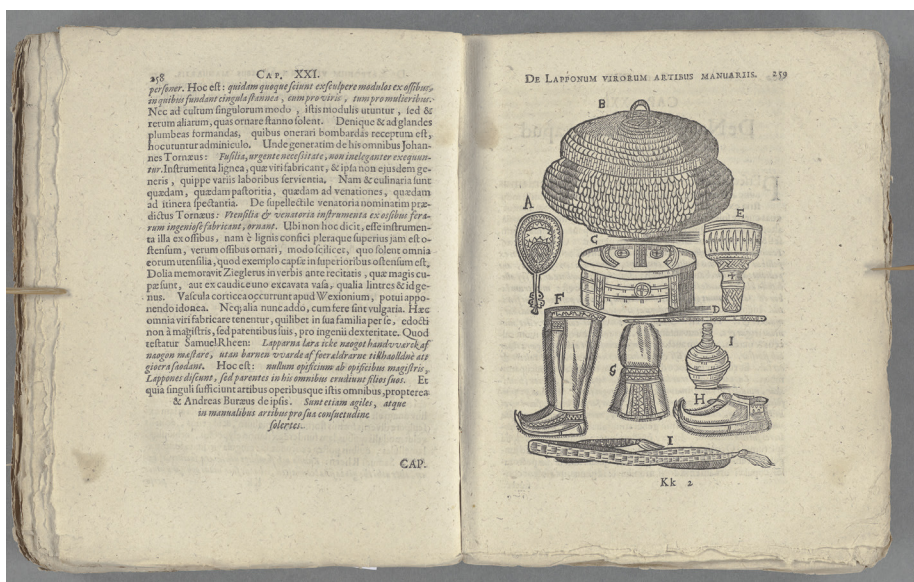 258 CAP. XXI.
personer. Hoc est: quidam quoque sciunt exsculpere modulos ex ossibus,
in quibus fundant cingula stannea, cum pro viris, tum pro mulieribus.
Nec ad cultum singulorum modo, istis modulis utuntur, sed &
rerum aliarum, quas ornare stanno solent. Denique & ad glandes
plumbeas formandas, quibus onerari bombardas receptum est,
hoc utuntur adminiculo. Unde generatim de his omnibus Johan-
nes Tornæus: Fusilia, urgente necessitate, non ineleganter exequun-
tur. Instrumenta lignea, quæ viri fabricant, & ipsa non ejusdem ge-
neris, quippe variis laboribus servientia. Nam & culinaria sunt
quædam, quædam pastoritia, quædam ad venationes, quædam
ad itinera spectantia. De supellectile venatoria nominatim præ-
dictus Tornæus: Vtensilia & venatoria instrumenta ex ossibus fera-
rum ingeniose fabricant, ornant. Ubi non hoc dicit, esse instrumen-
ta illa ex ossibus, nam è lignis confici pleraque superius jam est o-
stensum, verum ossibus ornari, modo scilicet, quo solent omnia
eorum utensilia, quod exemplo capsæ in superioribus ostensum est.
Dolia memoravit Zieglerus in verbis ante recitatis, quæ magis cu-
pæ sunt, aut ex caudice uno excavata vasa, qualia lintres & id ge-
nus. Vascula corticea occurrunt apud Wexionium, potui appo-
nendo idonea. Neq; alia nunc addo, cum fere sint vulgaria. Hæc
omnia viri fabricare tenentur, quilibet in sua familia per se, edocti
non à magistris, sed parentibus suis, pro ingenii dexteritate. Quod
testatur Samuel Rheen: Lapparna lara icke naogot handvvarck af
naogon mastare, utan barnen vvarde af foeraldrarne
gioera saodant. Hoc est: nullum opificium ab opificibus magistris,
Lappones discunt, sed parentes in his omnibus erudiunt filios suos. Et
quia singuli sufficiunt artibus operibusque istis omnibus, propterea
& Andreas Buræus de ipsis. Sunt etiam agiles, atque
in manualibus artibus pro sua consuetudine
solertes.
CAP.
DE LAPPONUM VIRORUM ARTIBUS MANUARIIS. 259
B
A
E
C
D
F
I
G
H
I
Kk 2